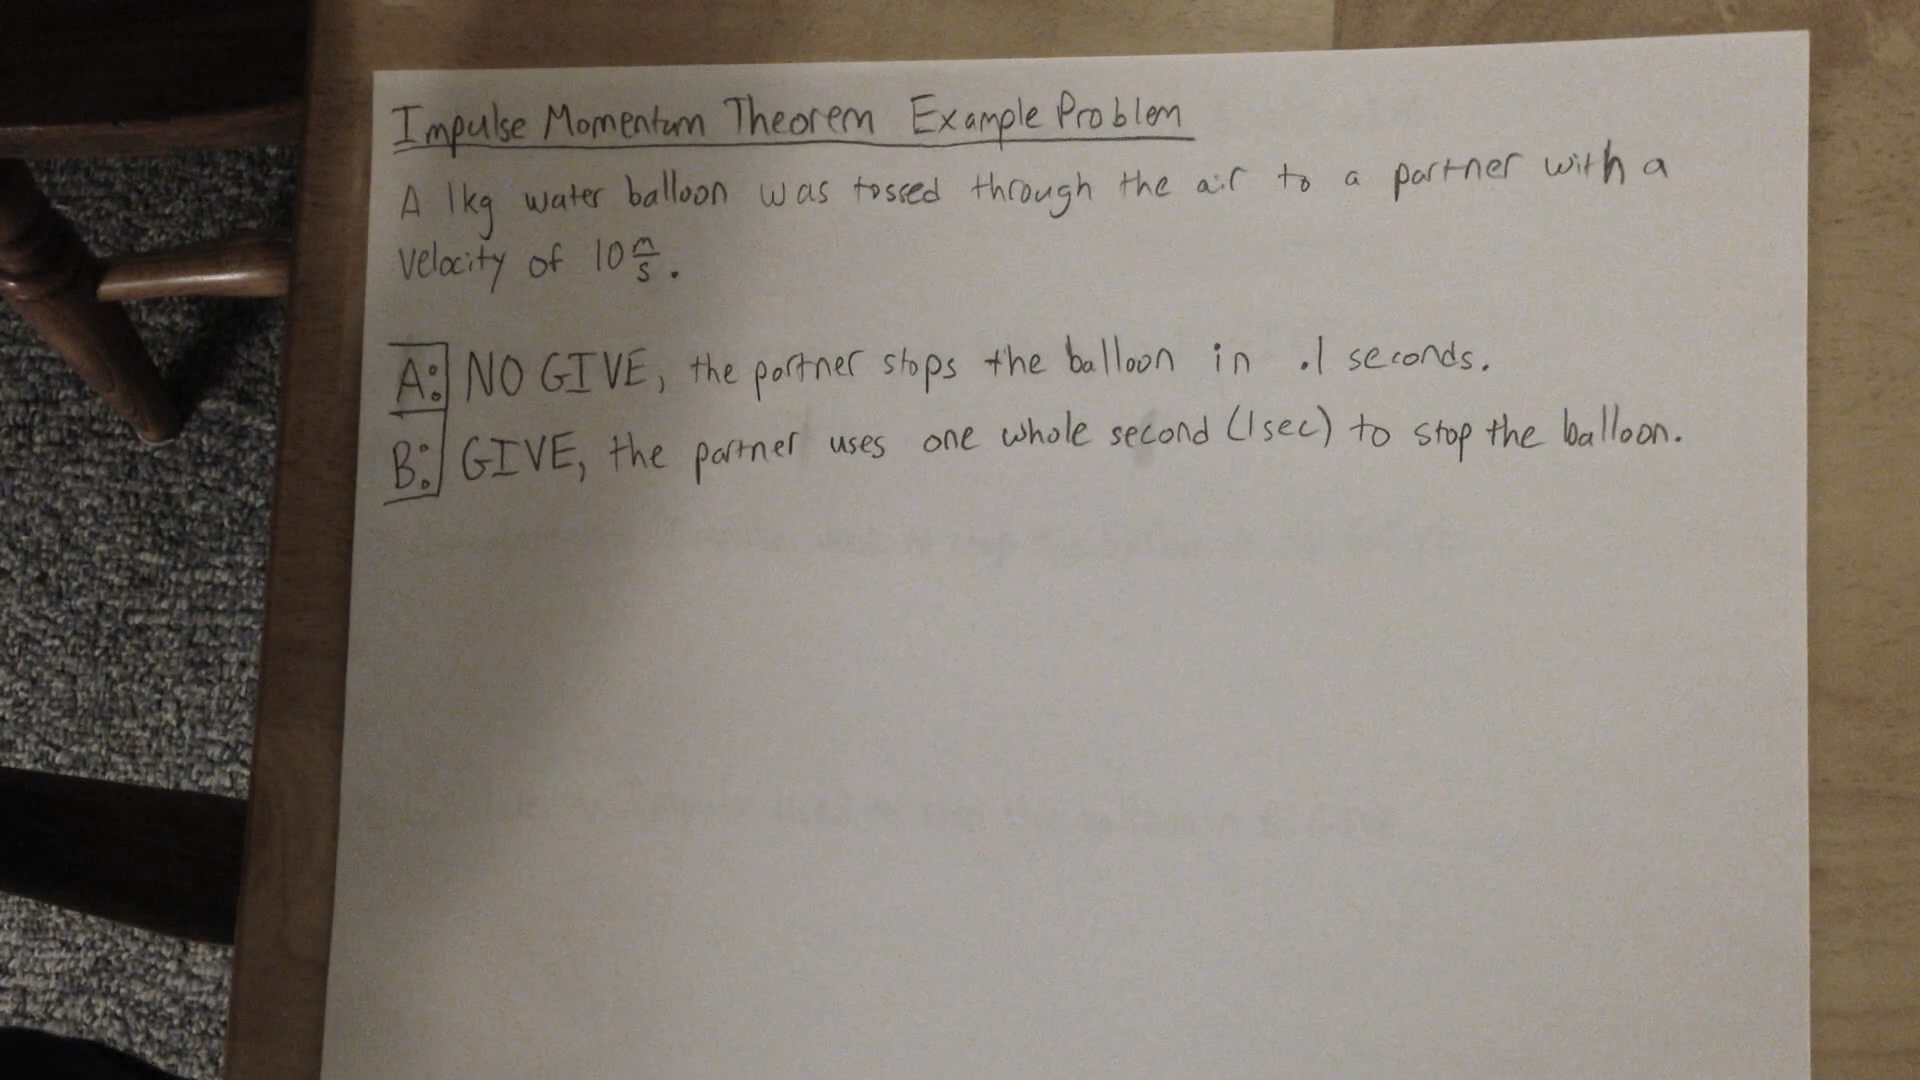 Impulse Momentum Theorem Example Problem
A 1kg water balloon was tossed through the air to a partner with a
velocity of 10 m/s.
A: NO GIVE, the partner stops the balloon in .1 seconds.
B: GIVE, the partner uses one whole second (1sec) to stop the balloon.